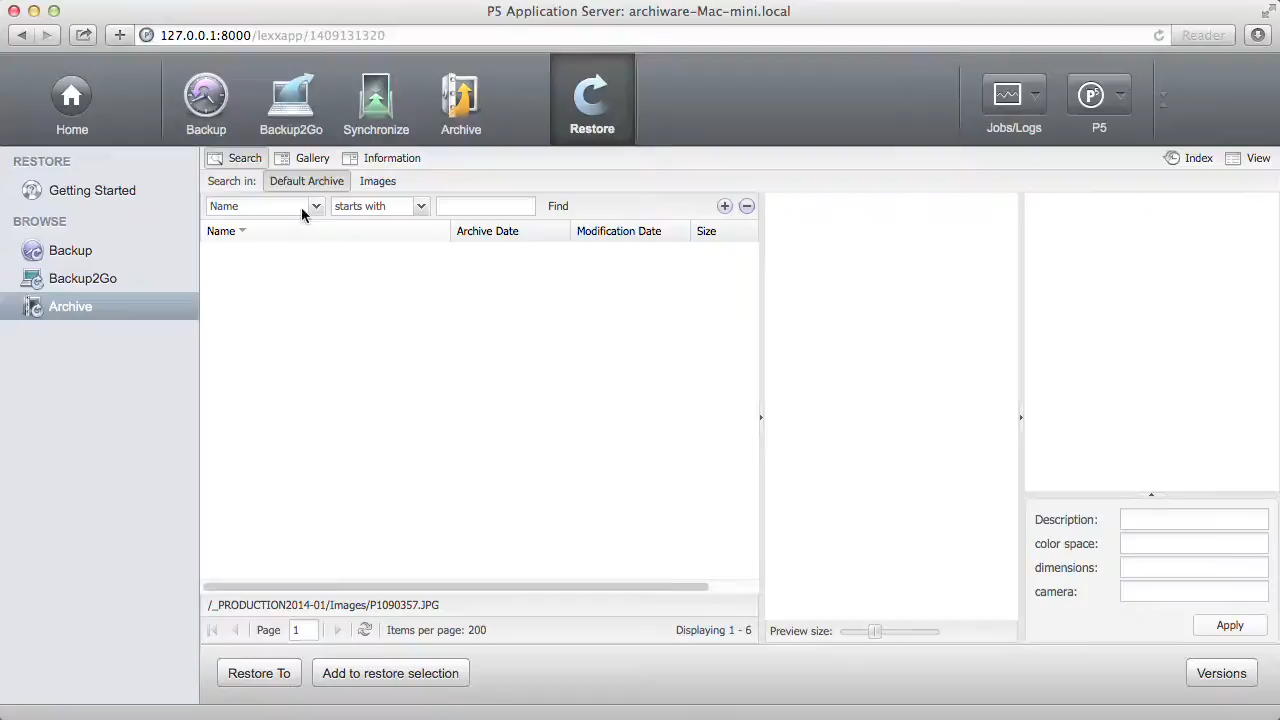 P5 Application Server: archiware-Mac-mini.local
127.0.0.1:8000/lexxapp/1409131320
Reader
Home
Backup
Backup2Go
Synchronize
Archive
Restore
Jobs/Logs
P5
RESTORE
Getting Started
BROWSE
Backup
Backup2Go
Archive
Search
Gallery
Information
Index
View
Search in:
Default Archive
Images
Name
starts with
Find
Name
Archive Date
Modification Date
Size
/_PRODUCTION2014-01/Images/P1090357.JPG
Page
1
Items per page: 200
Displaying 1 - 6
Preview size:
Description:
color space:
dimensions:
camera:
Apply
Restore To
Add to restore selection
Versions